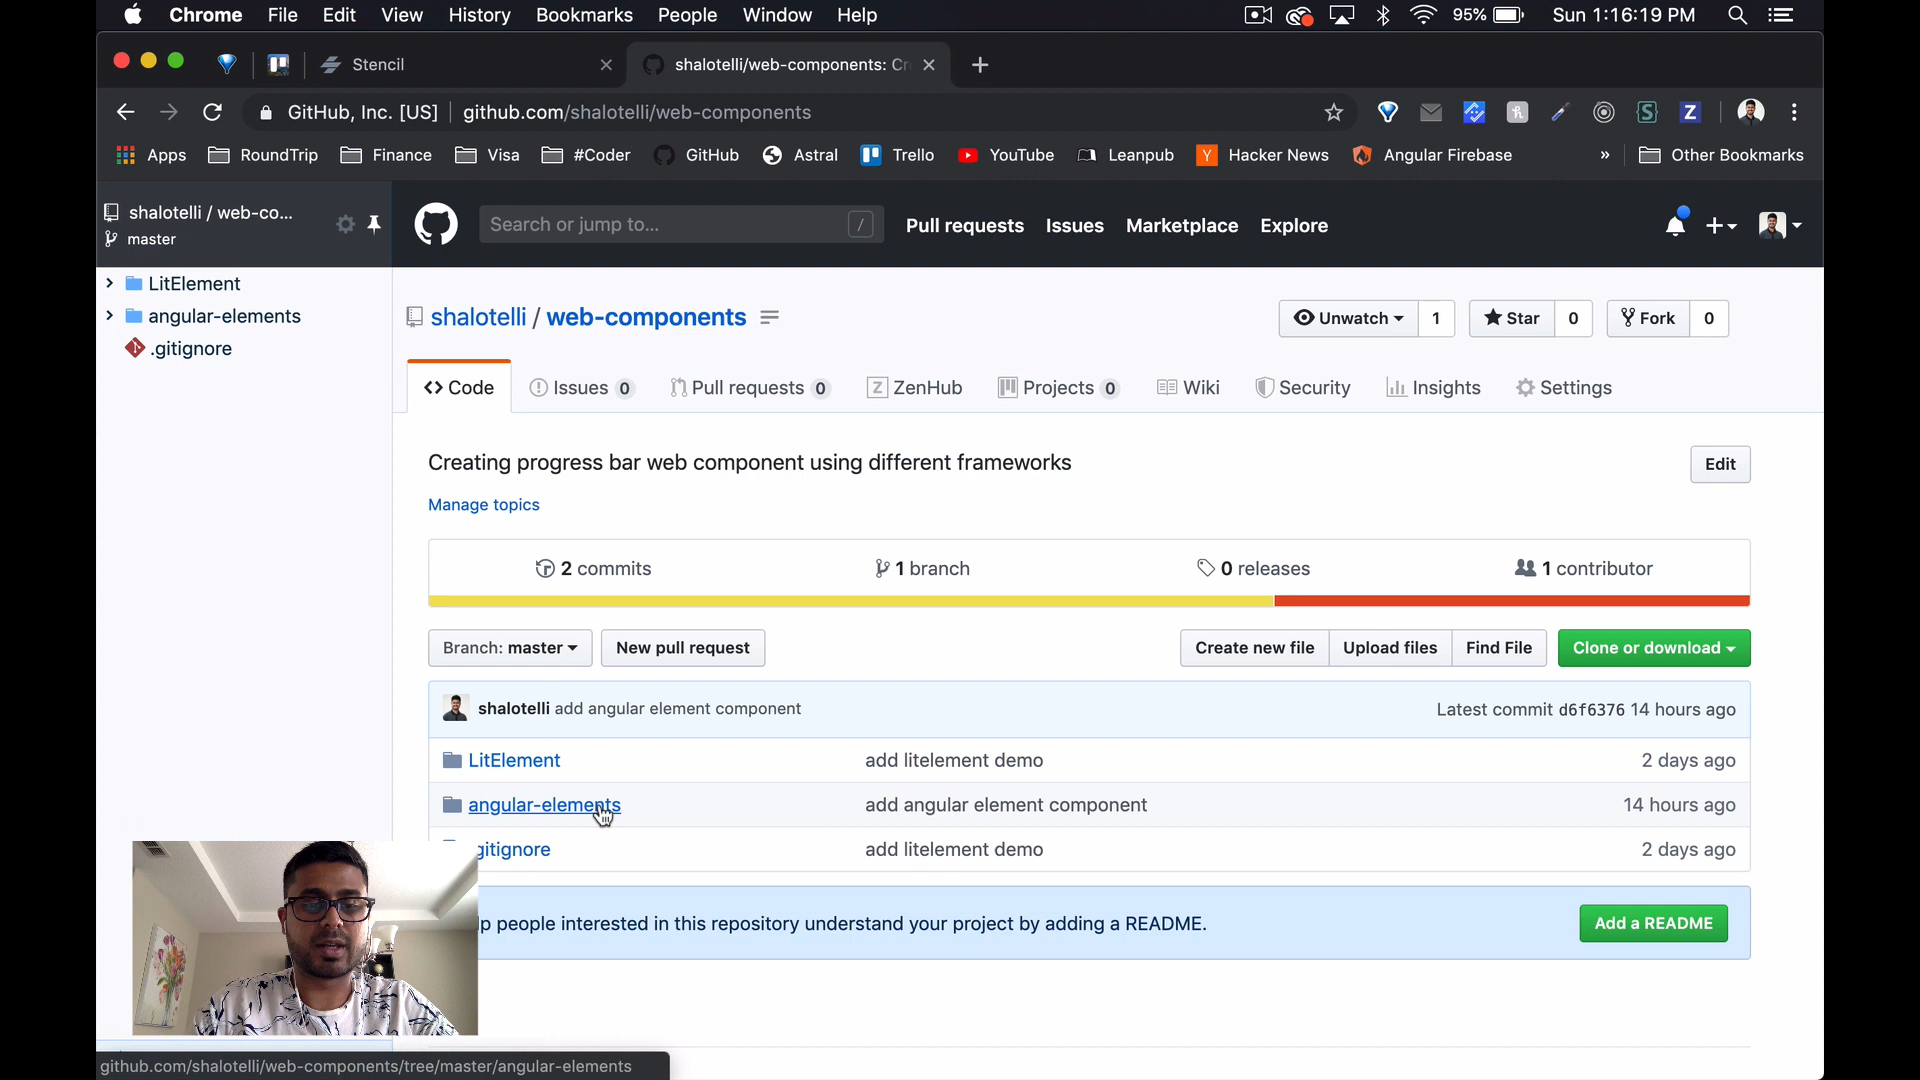 Chrome File Edit View History Bookmarks People Window Help 95% Sun 1:16:19 PM
Stencil
shalotelli/web-components: Cr
GitHub, Inc. [US] github.com/shalotelli/web-components
Apps RoundTrip Finance Visa #Coder GitHub Astral Trello YouTube Leanpub Hacker News Angular Firebase » Other Bookmarks
shalotelli / web-co...
master
Search or jump to... /
Pull requests Issues Marketplace Explore
LitElement
angular-elements
.gitignore
shalotelli / web-components
Unwatch 1 Star 0 Fork 0
Code Issues 0 Pull requests 0 ZenHub Projects 0 Wiki Security Insights Settings
Creating progress bar web component using different frameworks
Edit
Manage topics
2 commits 1 branch 0 releases 1 contributor
Branch: master New pull request Create new file Upload files Find File Clone or download
shalotelli add angular element component Latest commit d6f6376 14 hours ago
LitElement add litelement demo 2 days ago
angular-elements add angular element component 14 hours ago
gitignore add litelement demo 2 days ago
lp people interested in this repository understand your project by adding a README. Add a README
github.com/shalotelli/web-components/tree/master/angular-elements